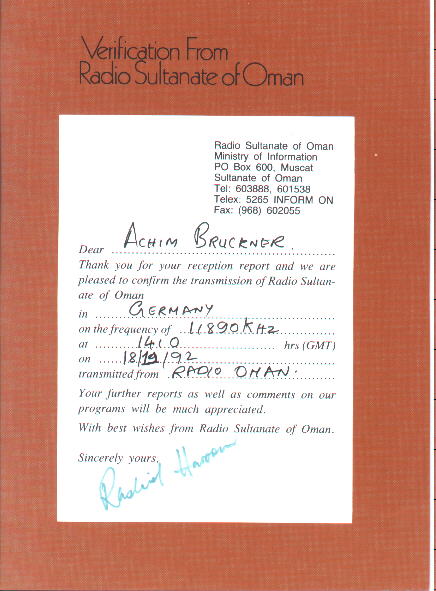 Verification From
Radio Sultanate of Oman
Radio Sultanate of Oman
Ministry of Information
PO Box 600, Muscat
Sultanate of Oman
Tel: 603888, 601538
Telex. 5265 INFORM ON
Fax: (968) 602055
Dear ACHIM BRUCKNER.
Thank you for your reception report and we are
pleased to confirm the transmission of Radio Sultan-
ate of Oman
in GERMANY
on the frequency of 11890 KHZ
at 1410 hrs (GMT)
on 18/ /92
transmitted from RADIO OMAN.
Your further reports as well as comments on our
programs will be much appreciated.
With best wishes from Radio Sultanate of Oman.
Sincerely yours,
Rashid